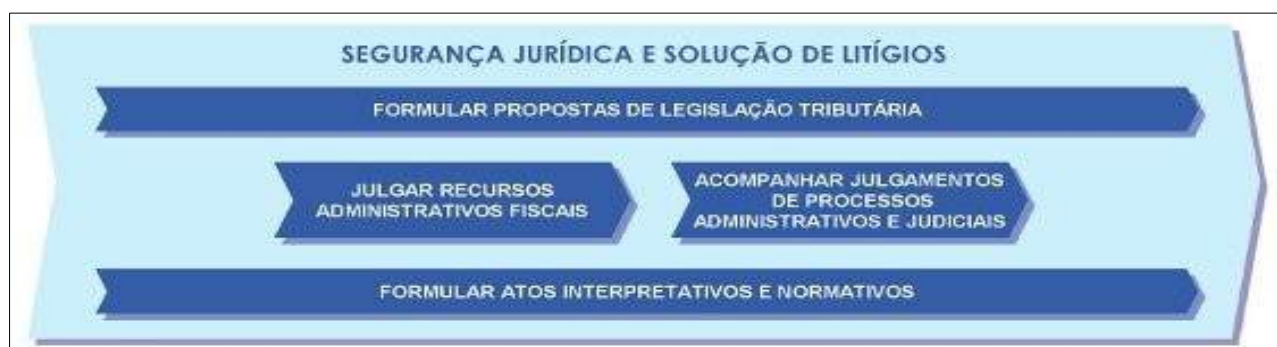 SEGURANÇA JURÍDICA E SOLUÇÃO DE LITÍGIOS
FORMULAR PROPOSTAS DE LEGISLAÇÃO TRIBUTÁRIA
JULGAR RECURSOS
ADMINISTRATIVOS FISCAIS
ACOMPANHAR JULGAMENTOS
DE PROCESSOS
ADMINISTRATIVOS E JUDICIAIS
FORMULAR ATOS INTERPRETATIVOS E NORMATIVOS